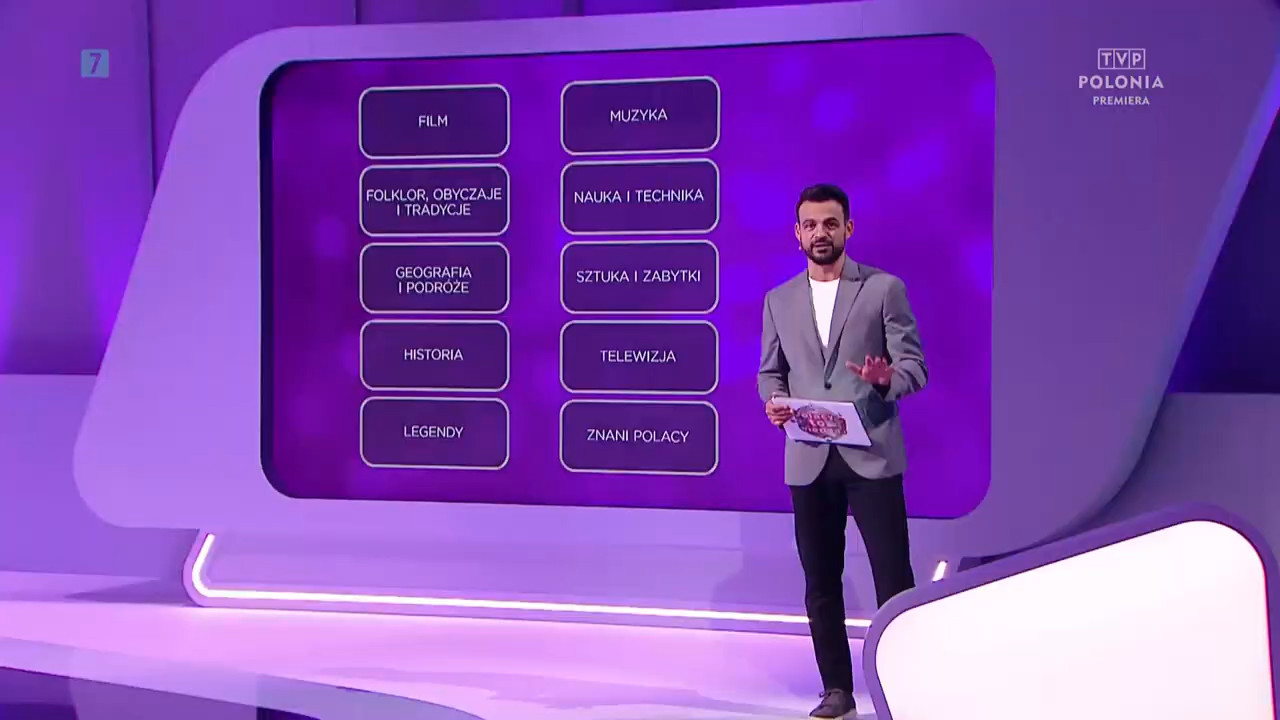 7
TVP
POLONIA
PREMIERA
FILM
MUZYKA
FOLKLOR, OBYCZAJE
I TRADYCJE
NAUKA I TECHNIKA
GEOGRAFIA
I PODRÓŻE
SZTUKA I ZABYTKI
HISTORIA
TELEWIZJA
LEGENDY
ZNANI POLACY